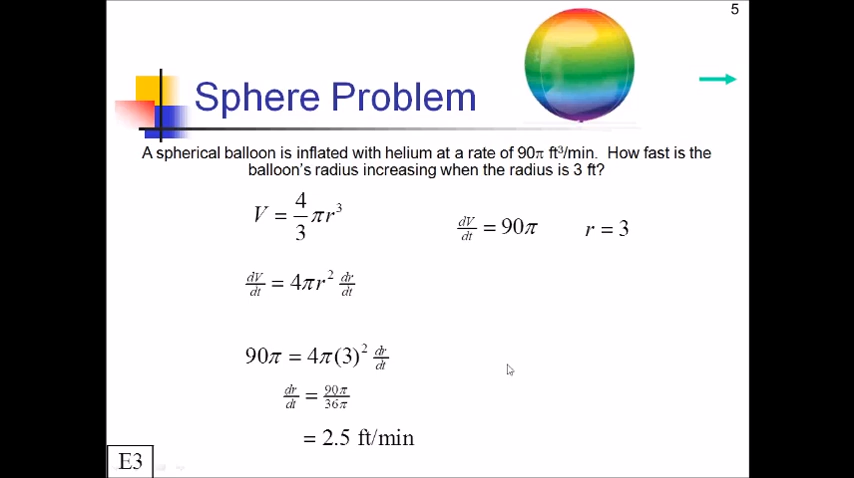 5
Sphere Problem
A spherical balloon is inflated with helium at a rate of 90π ft³/min. How fast is the
balloon's radius increasing when the radius is 3 ft?
V = 4/3 πr³
dV/dt = 90π
r = 3
dV/dt = 4πr² dr/dt
90π = 4π(3)² dr/dt
dr/dt = 90π/36π
= 2.5 ft/min
E3